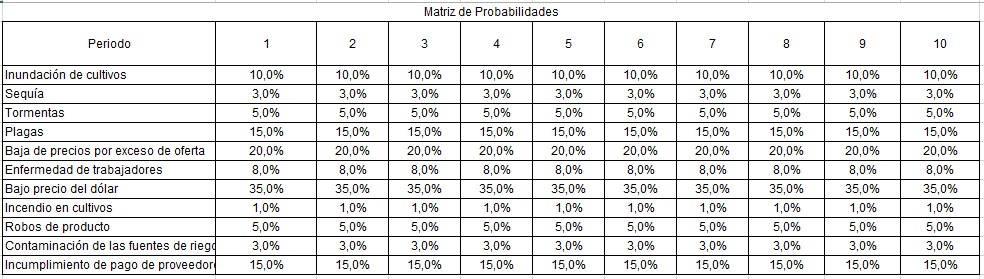 Matriz de Probabilidades
Periodo 1 2 3 4 5 6 7 8 9 10
Inundación de cultivos 10,0% 10,0% 10,0% 10,0% 10,0% 10,0% 10,0% 10,0% 10,0% 10,0%
Sequía 3,0% 3,0% 3,0% 3,0% 3,0% 3,0% 3,0% 3,0% 3,0% 3,0%
Tormentas 5,0% 5,0% 5,0% 5,0% 5,0% 5,0% 5,0% 5,0% 5,0% 5,0%
Plagas 15,0% 15,0% 15,0% 15,0% 15,0% 15,0% 15,0% 15,0% 15,0% 15,0%
Baja de precios por exceso de oferta 20,0% 20,0% 20,0% 20,0% 20,0% 20,0% 20,0% 20,0% 20,0% 20,0%
Enfermedad de trabajadores 8,0% 8,0% 8,0% 8,0% 8,0% 8,0% 8,0% 8,0% 8,0% 8,0%
Bajo precio del dólar 35,0% 35,0% 35,0% 35,0% 35,0% 35,0% 35,0% 35,0% 35,0% 35,0%
Incendio en cultivos 1,0% 1,0% 1,0% 1,0% 1,0% 1,0% 1,0% 1,0% 1,0% 1,0%
Robos de producto 5,0% 5,0% 5,0% 5,0% 5,0% 5,0% 5,0% 5,0% 5,0% 5,0%
Contaminación de las fuentes de riego 3,0% 3,0% 3,0% 3,0% 3,0% 3,0% 3,0% 3,0% 3,0% 3,0%
Incumplimiento de pago de proveedore 15,0% 15,0% 15,0% 15,0% 15,0% 15,0% 15,0% 15,0% 15,0% 15,0%